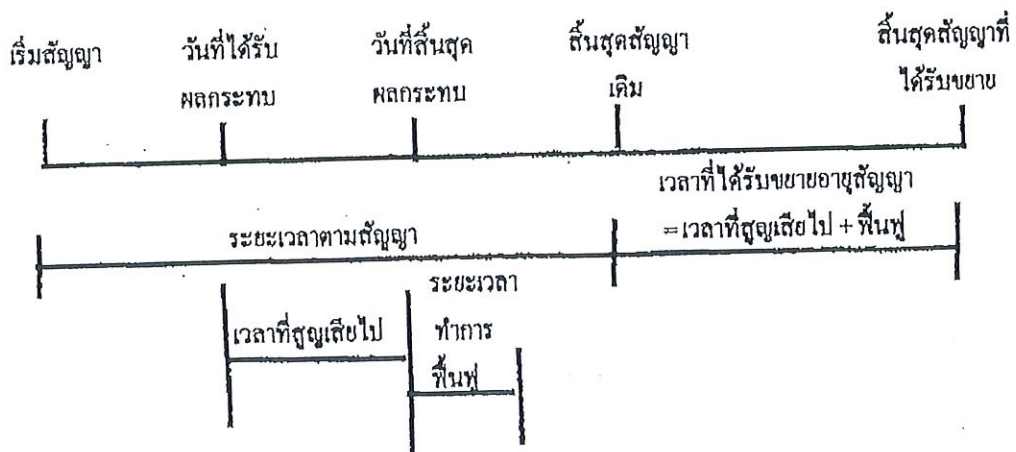 เริ่มสัญญา
วันที่ได้รับ
ผลกระทบ
วันที่สิ้นสุด
ผลกระทบ
สิ้นสุดสัญญา
เดิม
สิ้นสุดสัญญาที่
ได้รับขยาย
เวลาที่ได้รับขยายอายุสัญญา
=เวลาที่สูญเสียไป + ฟื้นฟู
ระยะเวลาตามสัญญา
เวลาที่สูญเสียไป
ระยะเวลา
ทำการ
ฟื้นฟู